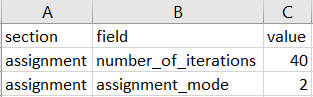 A B C
section field value
assignment number_of_iterations 40
assignment assignment_mode 2